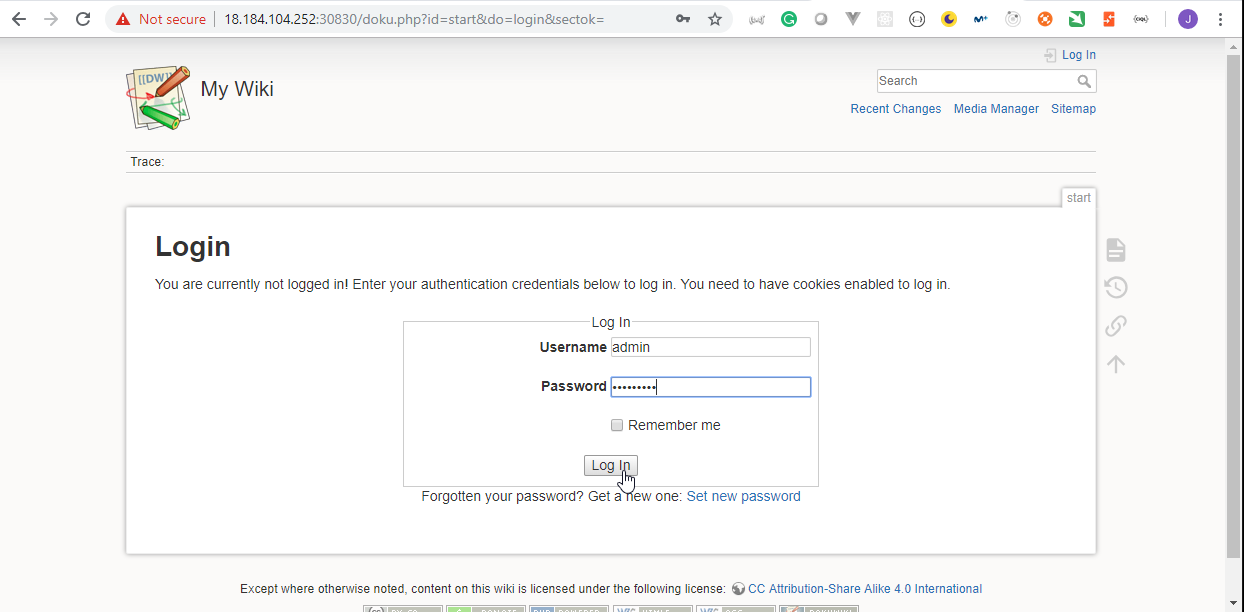 Not secure | 18.184.104.252:30830/doku.php?id=start&do=login&sectok=
J
Log In
[[DW]]
My Wiki
Search
Recent Changes Media Manager Sitemap
Trace:
start
Login
You are currently not logged in! Enter your authentication credentials below to log in. You need to have cookies enabled to log in.
Log In
Username admin
Password •••••••••
Remember me
Log In
Forgotten your password? Get a new one: Set new password
Except where otherwise noted, content on this wiki is licensed under the following license: CC Attribution-Share Alike 4.0 International